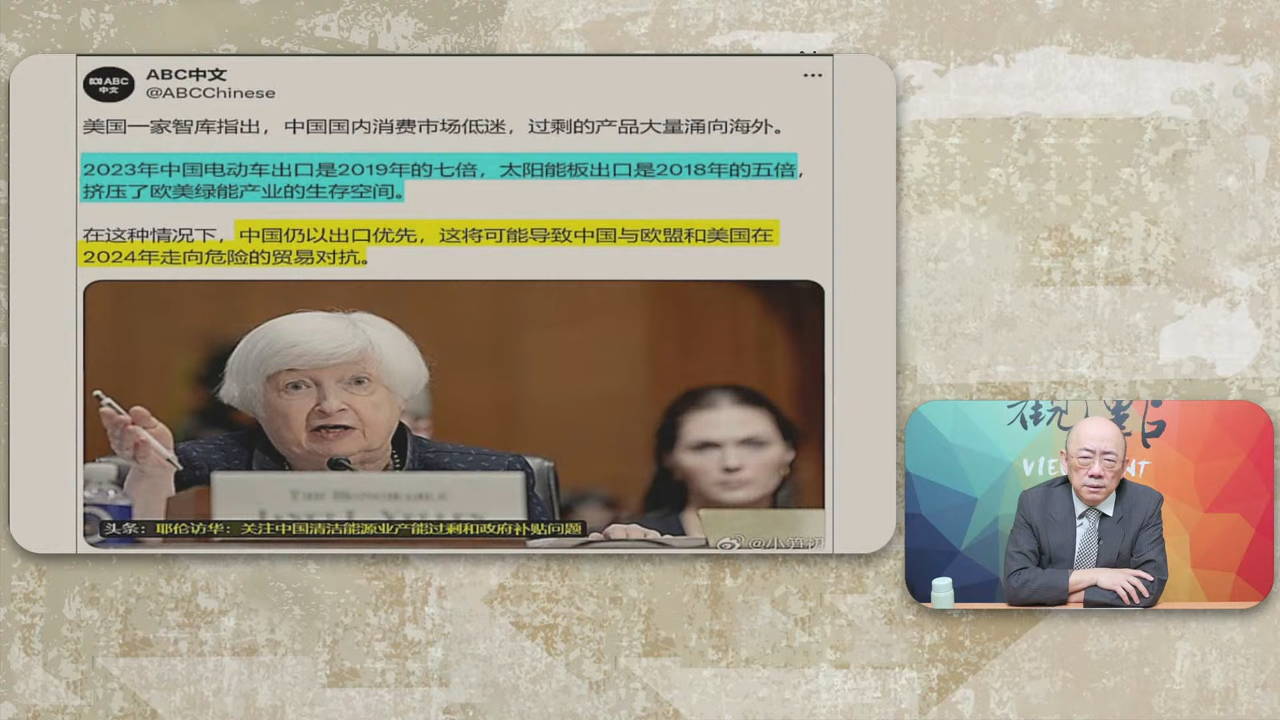 ABC
中文
ABC中文
@ABCChinese
美国一家智库指出，中国国内消费市场低迷，过剩的产品大量涌向海外。
2023年中国电动车出口是2019年的七倍，太阳能板出口是2018年的五倍，
挤压了欧美绿能产业的生存空间。
在这种情况下，中国仍以出口优先，这将可能导致中国与欧盟和美国在
2024年走向危险的贸易对抗。
THE HONORABLE
头条：耶伦访华：关注中国清洁能源业产能过剩和政府补贴问题
觀點